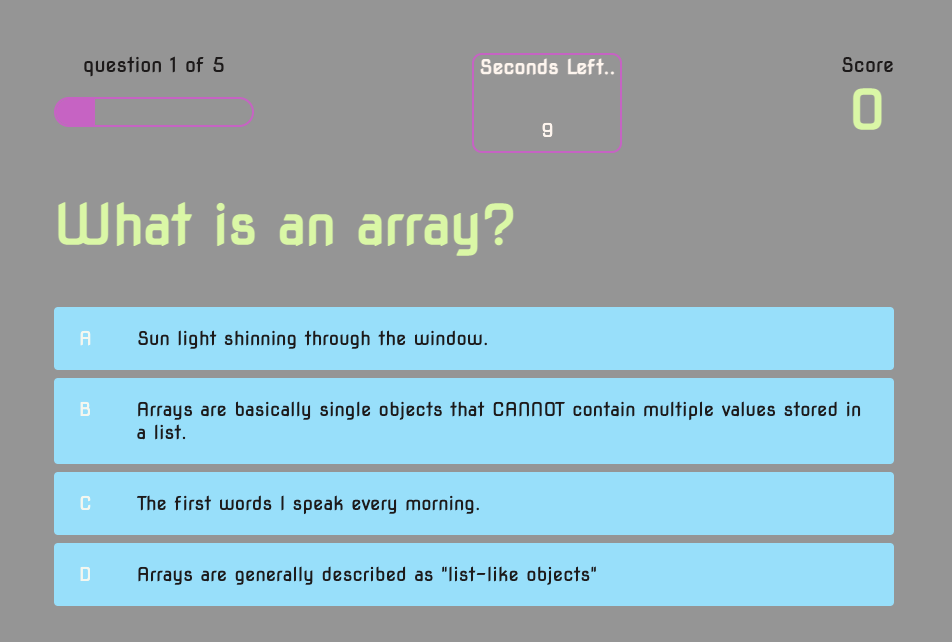 question 1 of 5
Seconds Left..
9
Score
0
What is an array?
A
Sun light shinning through the window.
B
Arrays are basically single objects that CANNOT contain multiple values stored in
a list.
C
The first words I speak every morning.
D
Arrays are generally described as "list-like objects"